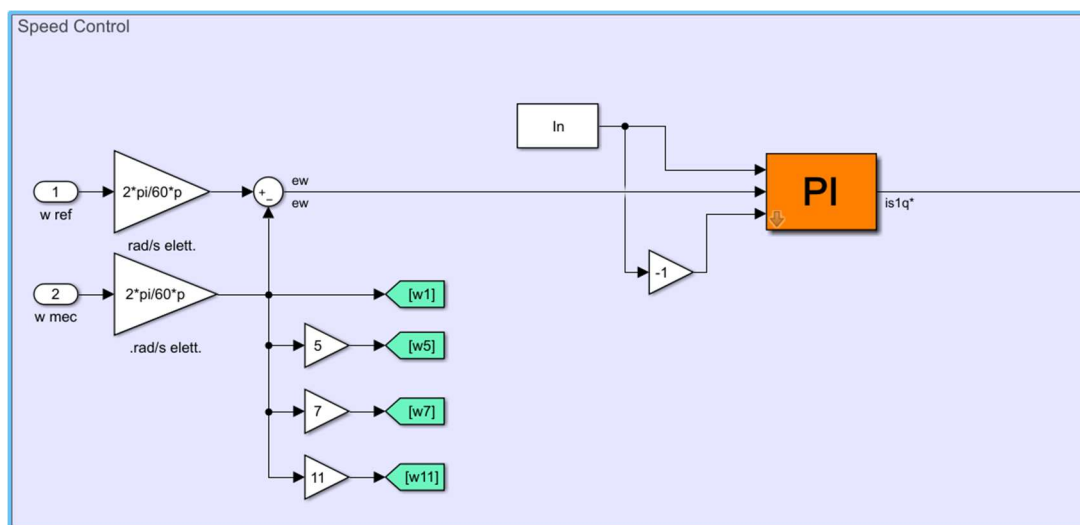 Speed Control
In
1
w ref
2*pi/60*p
rad/s elett.
+
-
ew
ew
PI
is1q*
-1
2
w mec
2*pi/60*p
.rad/s elett.
[w1]
5
[w5]
7
[w7]
11
[w11]